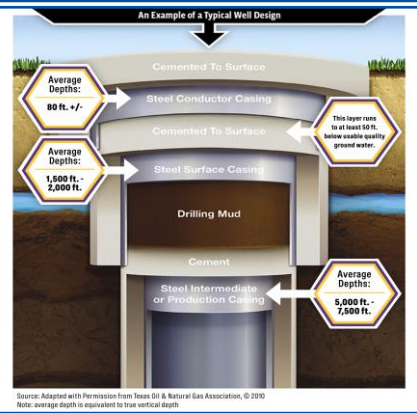 An Example of a Typical Well Design
Cemented To Surface
Average
Depths:
80 ft. +/-
Steel Conductor Casing
Cemented To Surface
This layer runs
to at least 50 ft.
below usable quality
ground water.
Average
Depths:
1,500 ft. -
2,000 ft.
Steel Surface Casing
Drilling Mud
Cement
Steel Intermediate
or Production Casing
Average
Depths:
5,000 ft. -
7,500 ft.
Source: Adapted with Permission from Texas Oil & Natural Gas Association, © 2010
Note: average depth is equivalent to true vertical depth